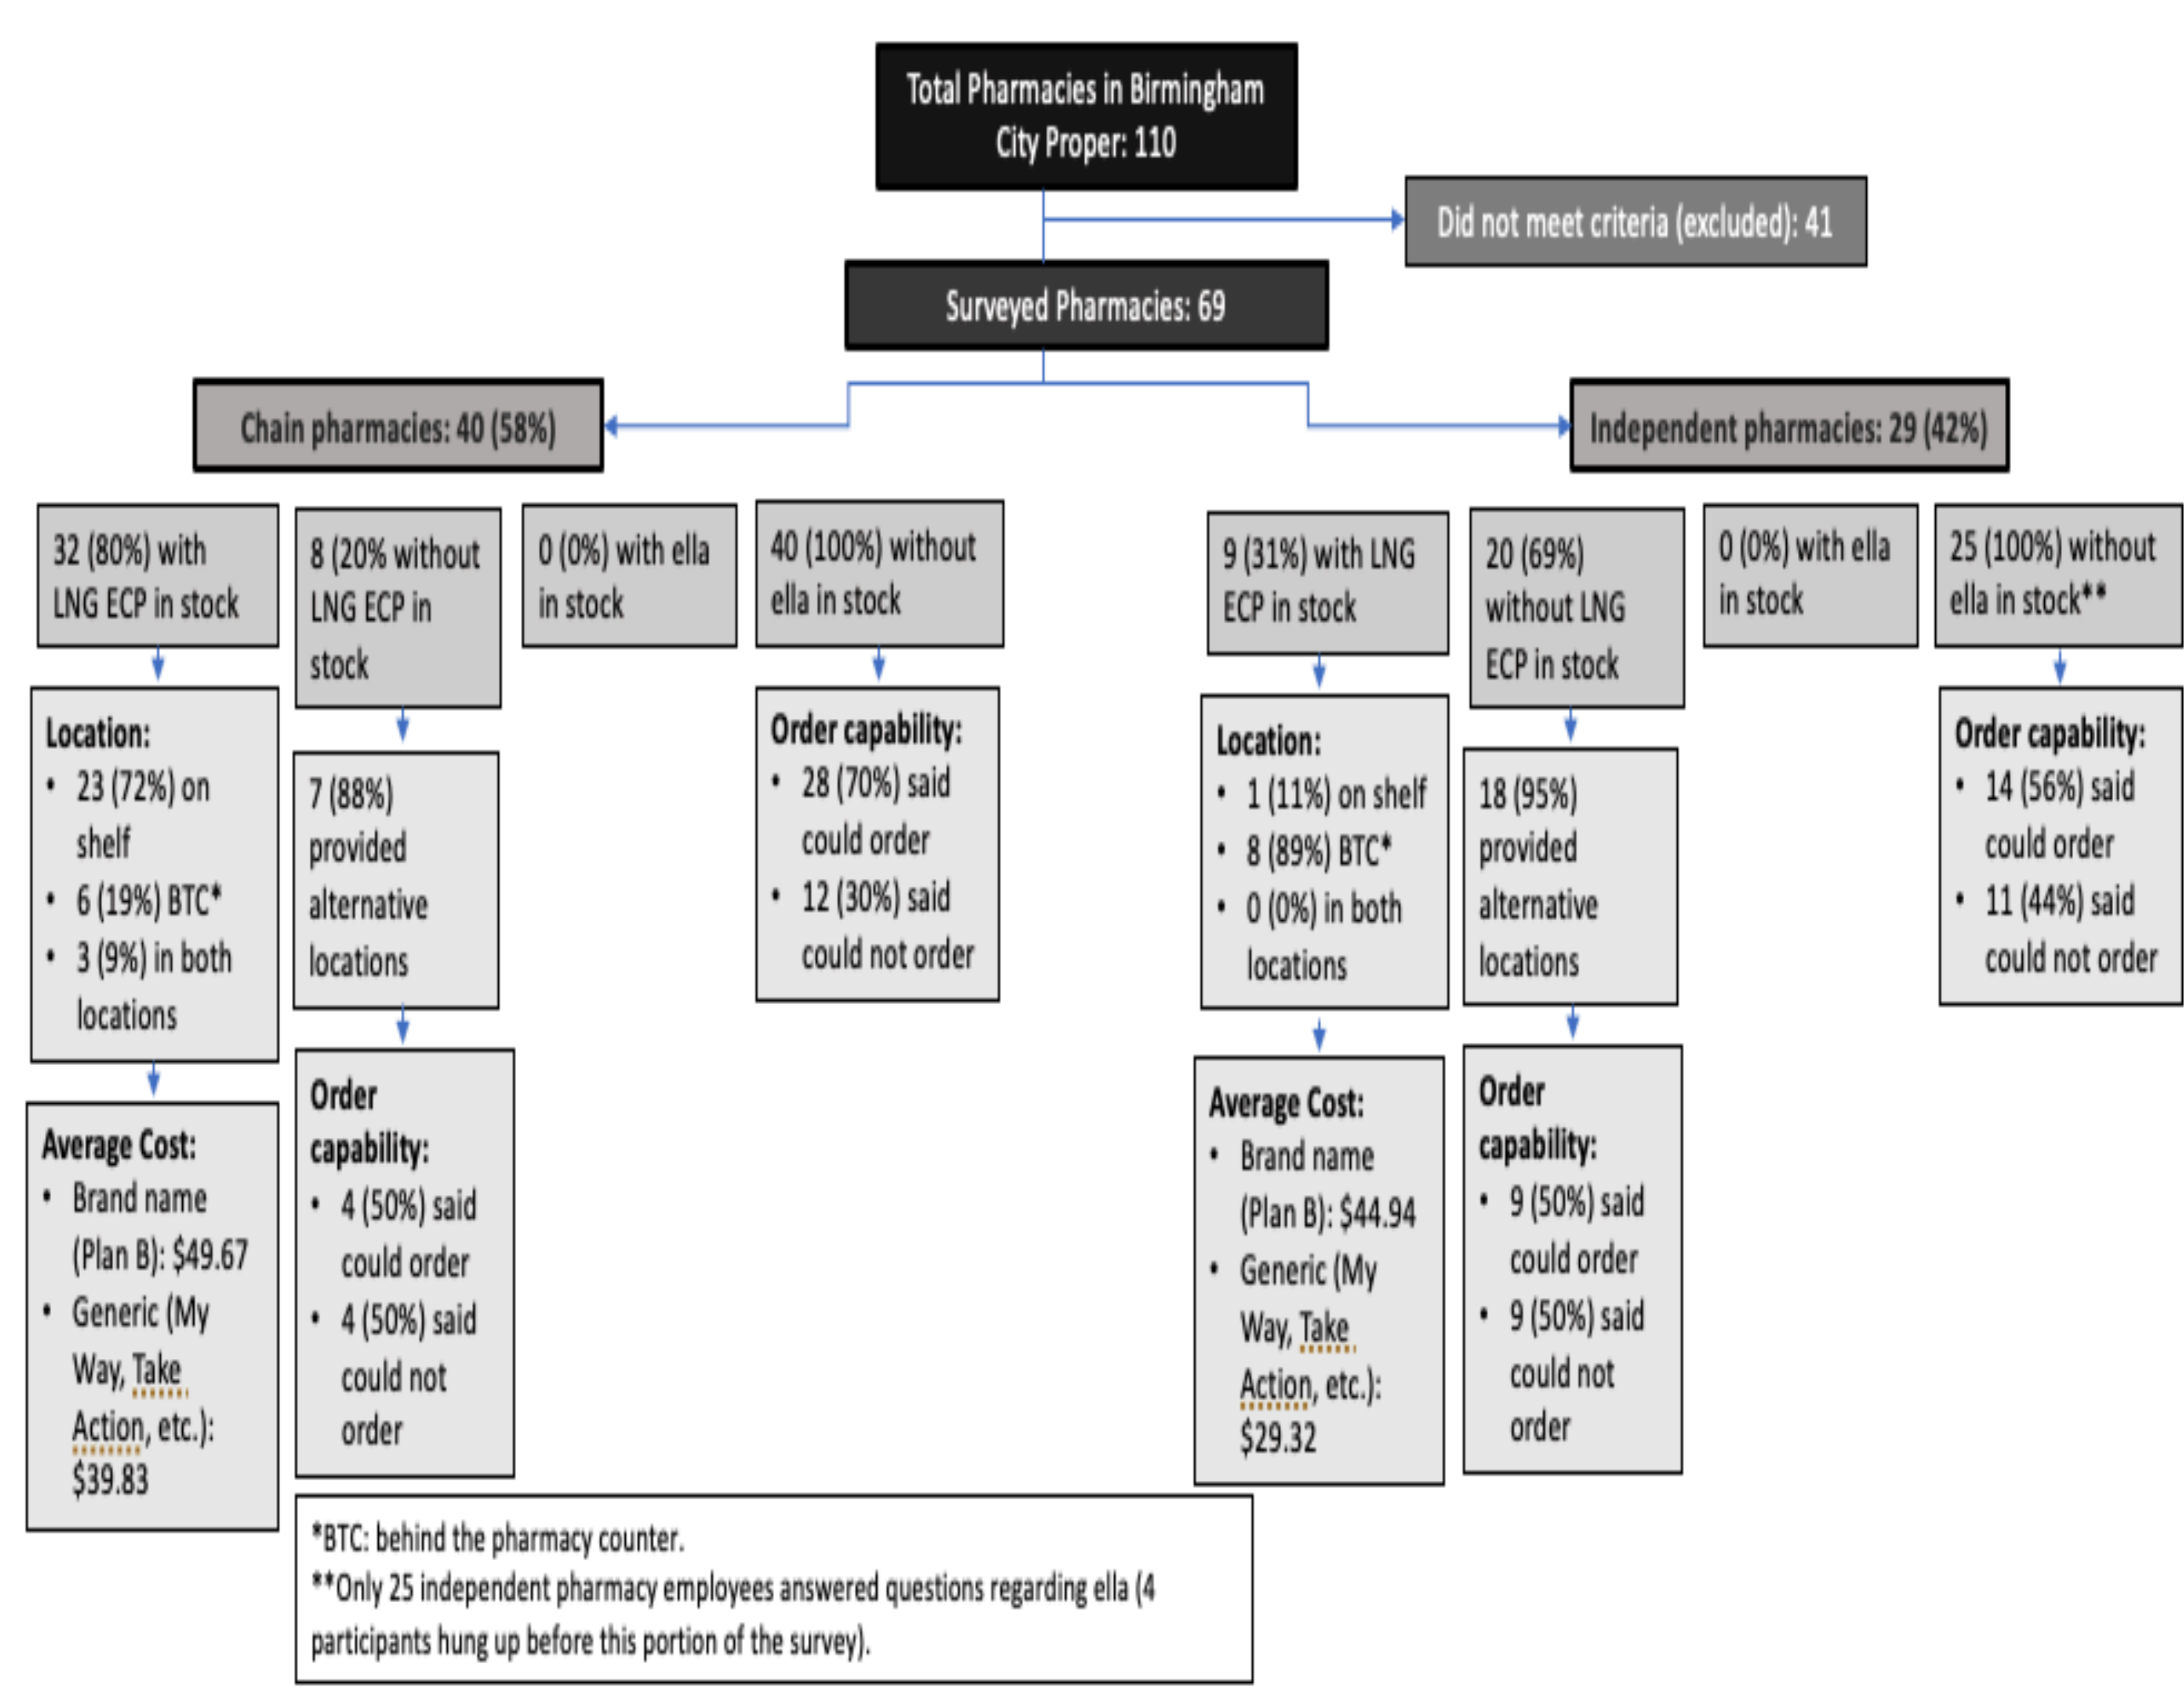 Total Pharmacies in Birmingham
City Proper: 110
Did not meet criteria (excluded): 41
Surveyed Pharmacies: 69
Chain pharmacies: 40 (58%)
Independent pharmacies: 29 (42%)
32 (80%) with
LNG ECP in stock
8 (20% without
LNG ECP in
stock
0 (0%) with ella
in stock
40 (100%) without
ella in stock
9 (31%) with LNG
ECP in stock
20 (69%)
without LNG
ECP in stock
0 (0%) with ella
in stock
25 (100%) without
ella in stock**
Location:
• 23 (72%) on
shelf
• 6 (19%) BTC*
• 3 (9%) in both
locations
7 (88%)
provided
alternative
locations
Order capability:
• 28 (70%) said
could order
• 12 (30%) said
could not order
Location:
• 1 (11%) on shelf
• 8 (89%) BTC*
• 0 (0%) in both
locations
18 (95%)
provided
alternative
locations
Order capability:
• 14 (56%) said
could order
• 11 (44%) said
could not order
Average Cost:
• Brand name
(Plan B): $49.67
• Generic (My
Way, Take
Action, etc.):
$39.83
Order
capability:
• 4 (50%) said
could order
• 4 (50%) said
could not
order
Average Cost:
• Brand name
(Plan B): $44.94
• Generic (My
Way, Take
Action, etc.):
$29.32
Order
capability:
• 9 (50%) said
could order
• 9 (50%) said
could not
order
*BTC: behind the pharmacy counter.
**Only 25 independent pharmacy employees answered questions regarding ella (4
participants hung up before this portion of the survey).